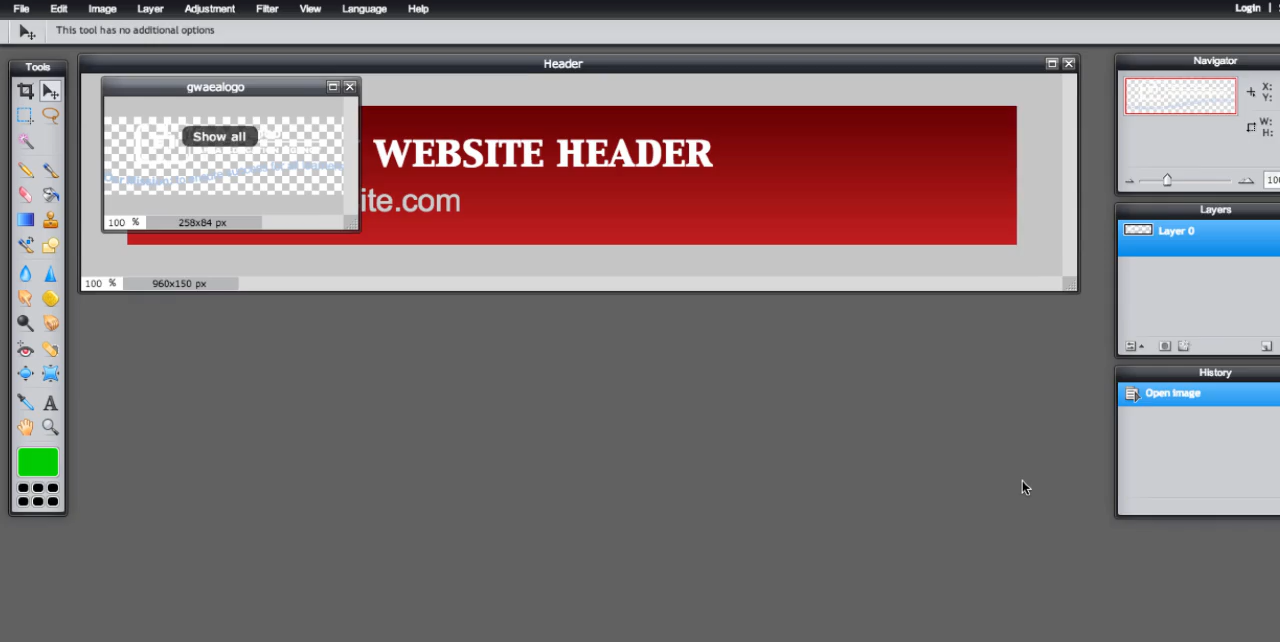 File Edit Image Layer Adjustment Filter View Language Help Login |
This tool has no additional options
Tools
Header
Navigator
gwaealogo
X:
Y:
W:
H:
Show all
WEBSITE HEADER
ite.com
100 % 258x84 px
100 % 960x150 px
10
Layers
Layer 0
History
Open image
A